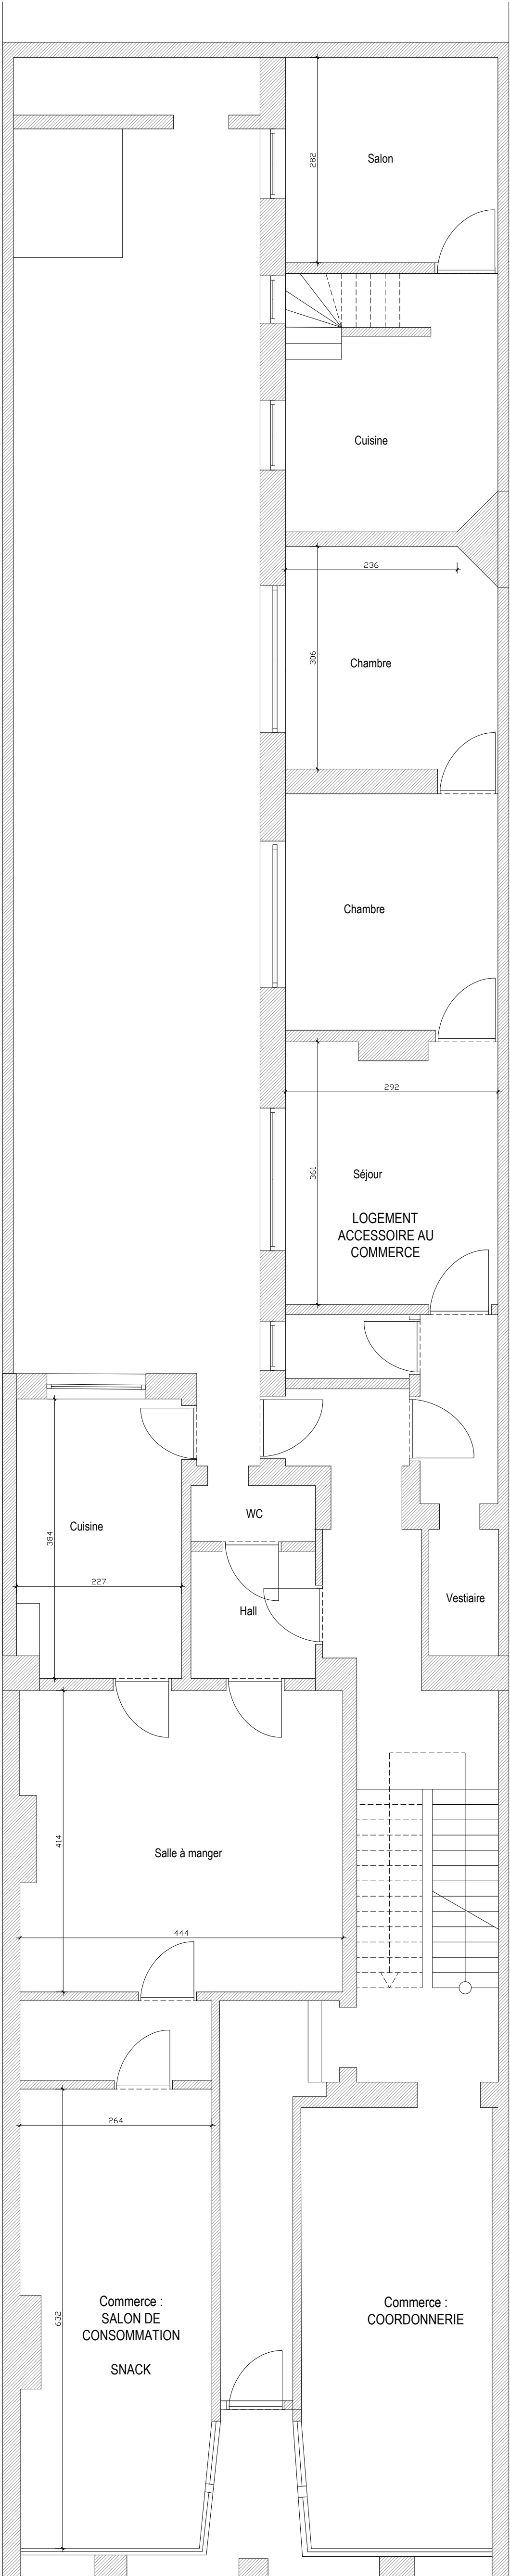 282
Salon
Cuisine
236
306
Chambre
Chambre
292
361
Séjour
LOGEMENT
ACCESSOIRE AU
COMMERCE
WC
384
Cuisine
227
Hall
Vestiaire
414
Salle à manger
444
264
632
Commerce :
SALON DE
CONSOMMATION
SNACK
Commerce :
COORDONNERIE